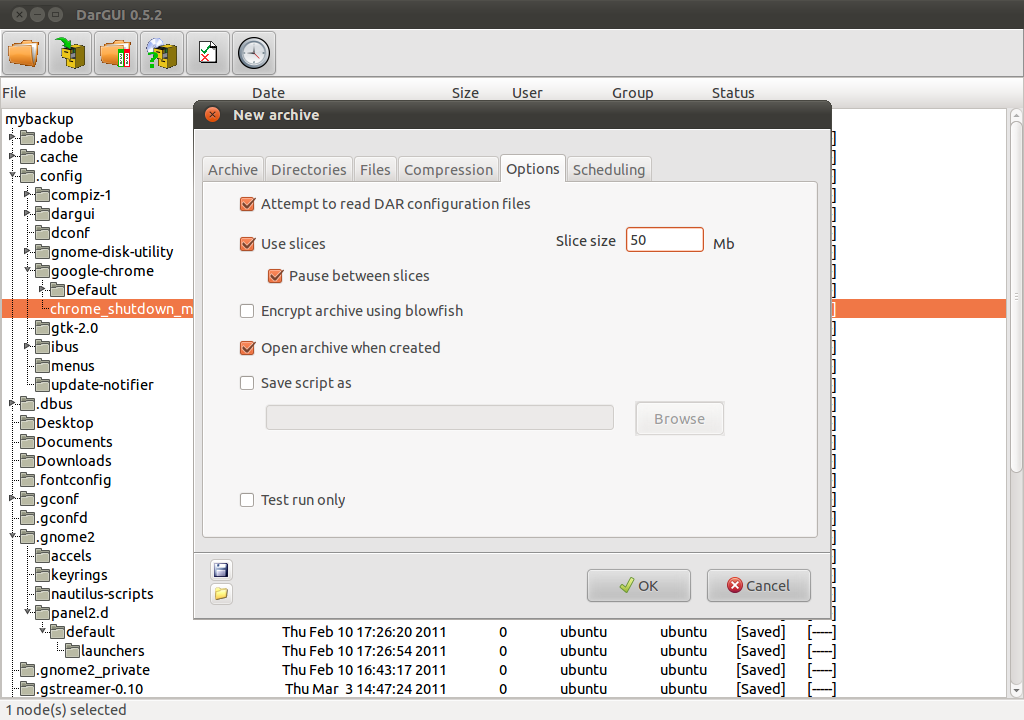 DarGUI 0.5.2
File Date Size User Group Status
mybackup
.adobe ]
.cache ]
.config ]
compiz-1 ]
dargui ]
dconf ]
gnome-disk-utility ]
google-chrome ]
Default ]
chrome_shutdown_m ]
gtk-2.0 ]
ibus ]
menus ]
update-notifier ]
.dbus ]
Desktop ]
Documents ]
Downloads ]
.fontconfig ]
.gconf ]
.gconfd ]
.gnome2 ]
accels ]
keyrings ]
nautilus-scripts ]
panel2.d
default Thu Feb 10 17:26:20 2011 0 ubuntu ubuntu [Saved] [-----]
launchers Thu Feb 10 17:26:54 2011 0 ubuntu ubuntu [Saved] [-----]
.gnome2_private Thu Feb 10 16:43:17 2011 0 ubuntu ubuntu [Saved] [-----]
.gstreamer-0.10 Thu Mar 3 14:47:24 2011 0 ubuntu ubuntu [Saved] [-----]
1 node(s) selected
New archive
Archive Directories Files Compression Options Scheduling
Attempt to read DAR configuration files
Use slices Slice size 50 Mb
Pause between slices
Encrypt archive using blowfish
Open archive when created
Save script as
Browse
Test run only
OK Cancel